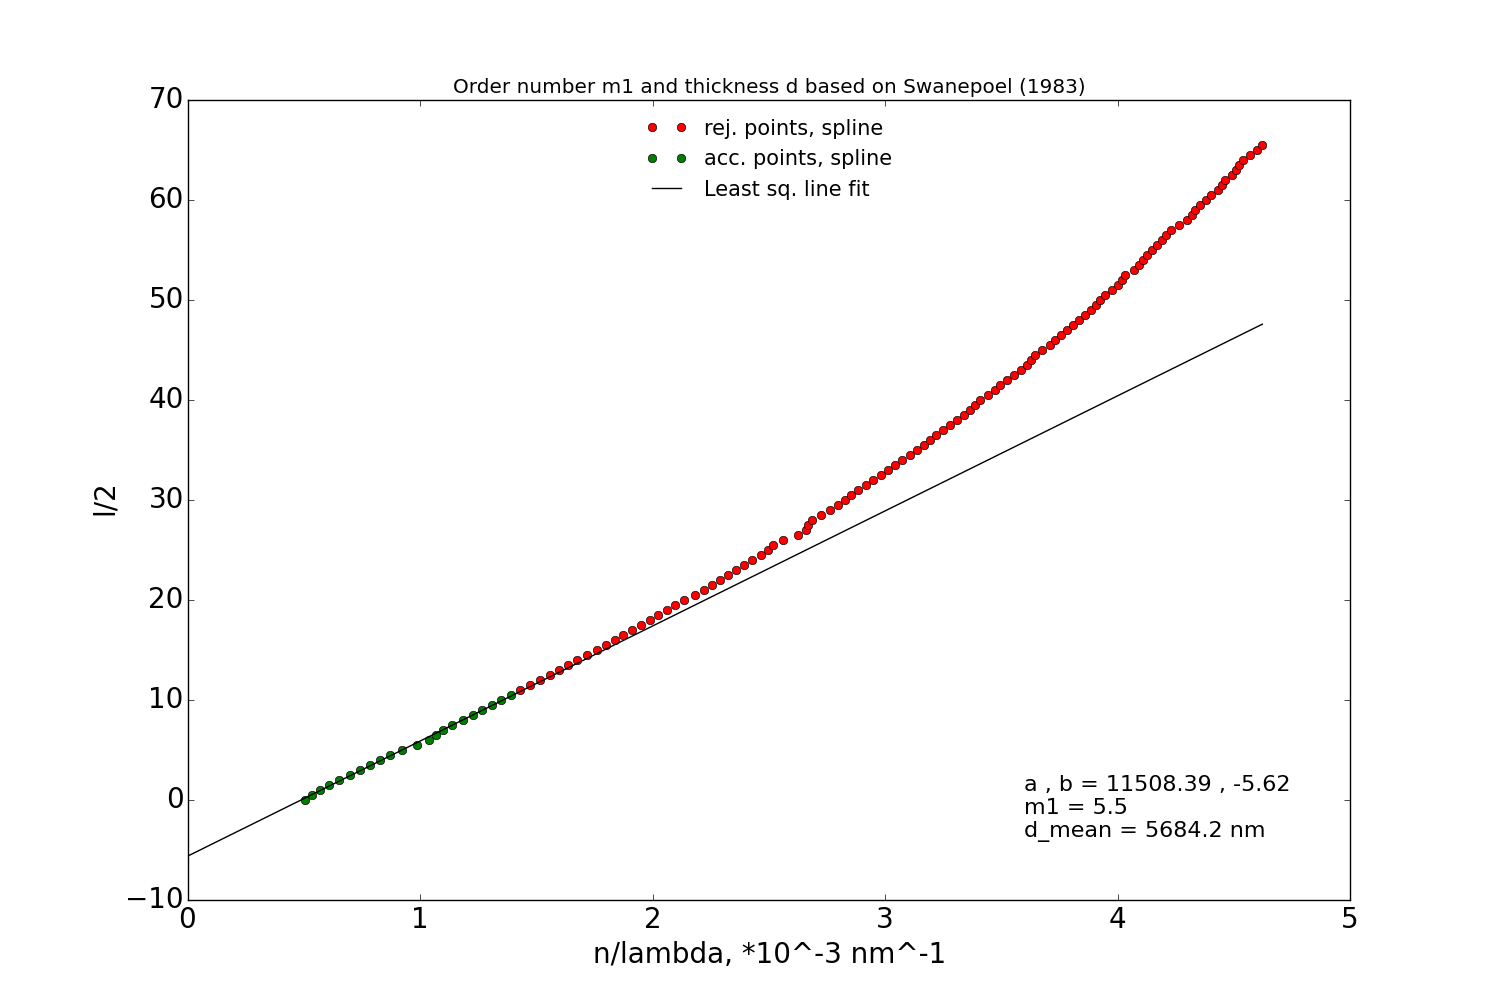 Order number m1 and thickness d based on Swanepoel (1983)
70
60
50
40
30
20
10
0
−10
l/2
rej. points, spline
acc. points, spline
Least sq. line fit
a , b = 11508.39 , -5.62
m1 = 5.5
d_mean = 5684.2 nm
0 1 2 3 4 5
n/lambda, *10^-3 nm^-1